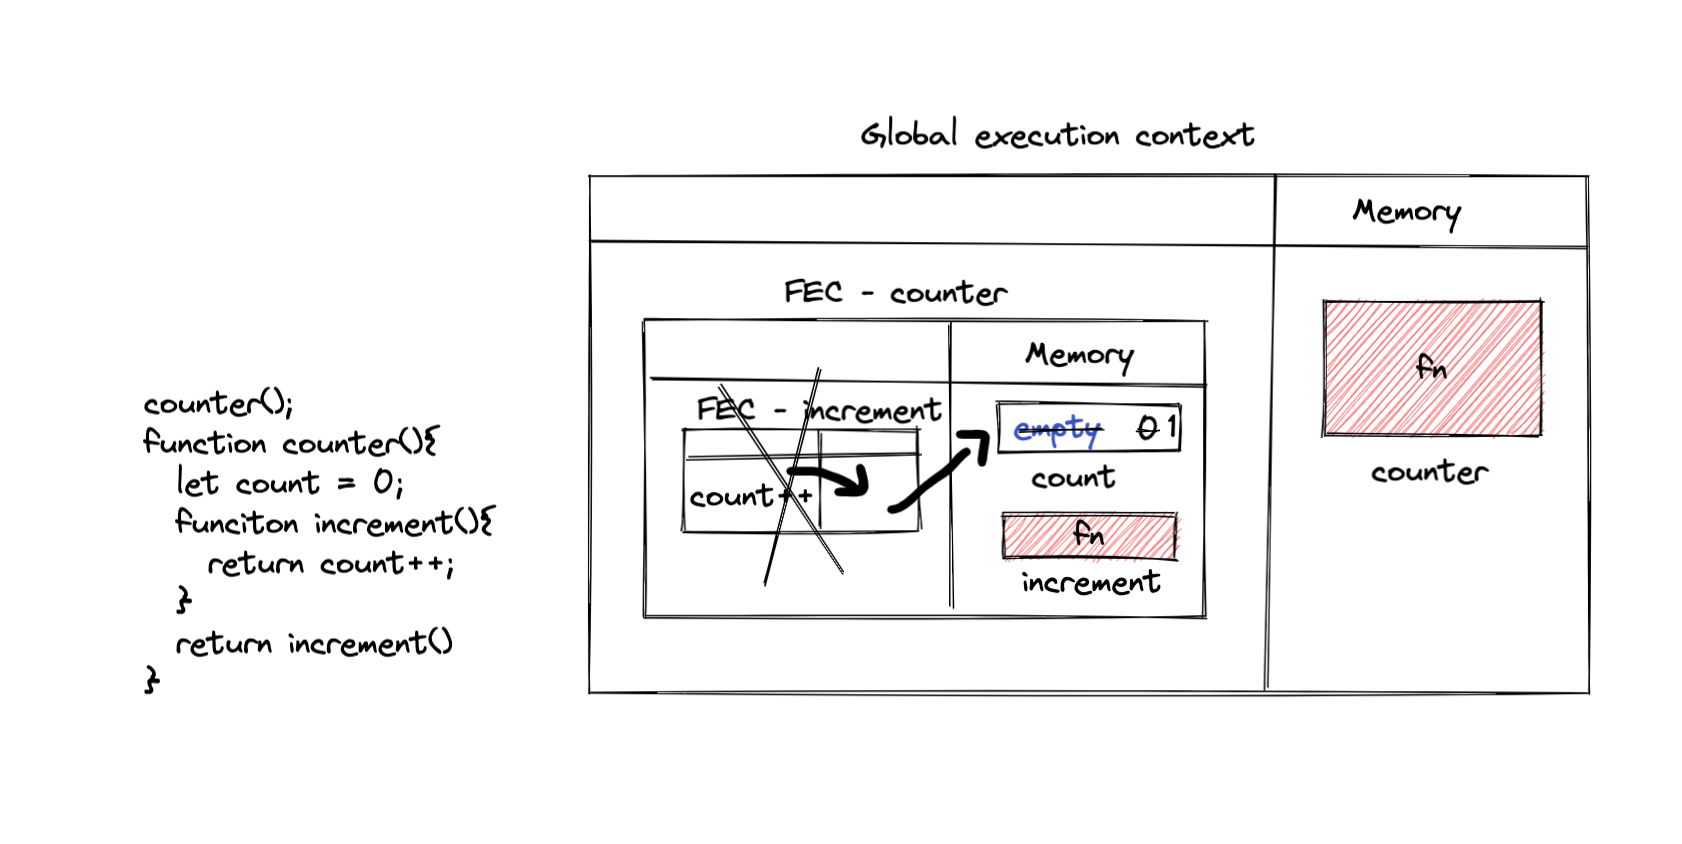 Global execution context
Memory
FEC - counter
Memory
fn
counter();
function counter(){
let count = 0;
funciton increment(){
return count++;
}
return increment()
}
FEC - increment
empty 0 1
count++
count
counter
fn
increment